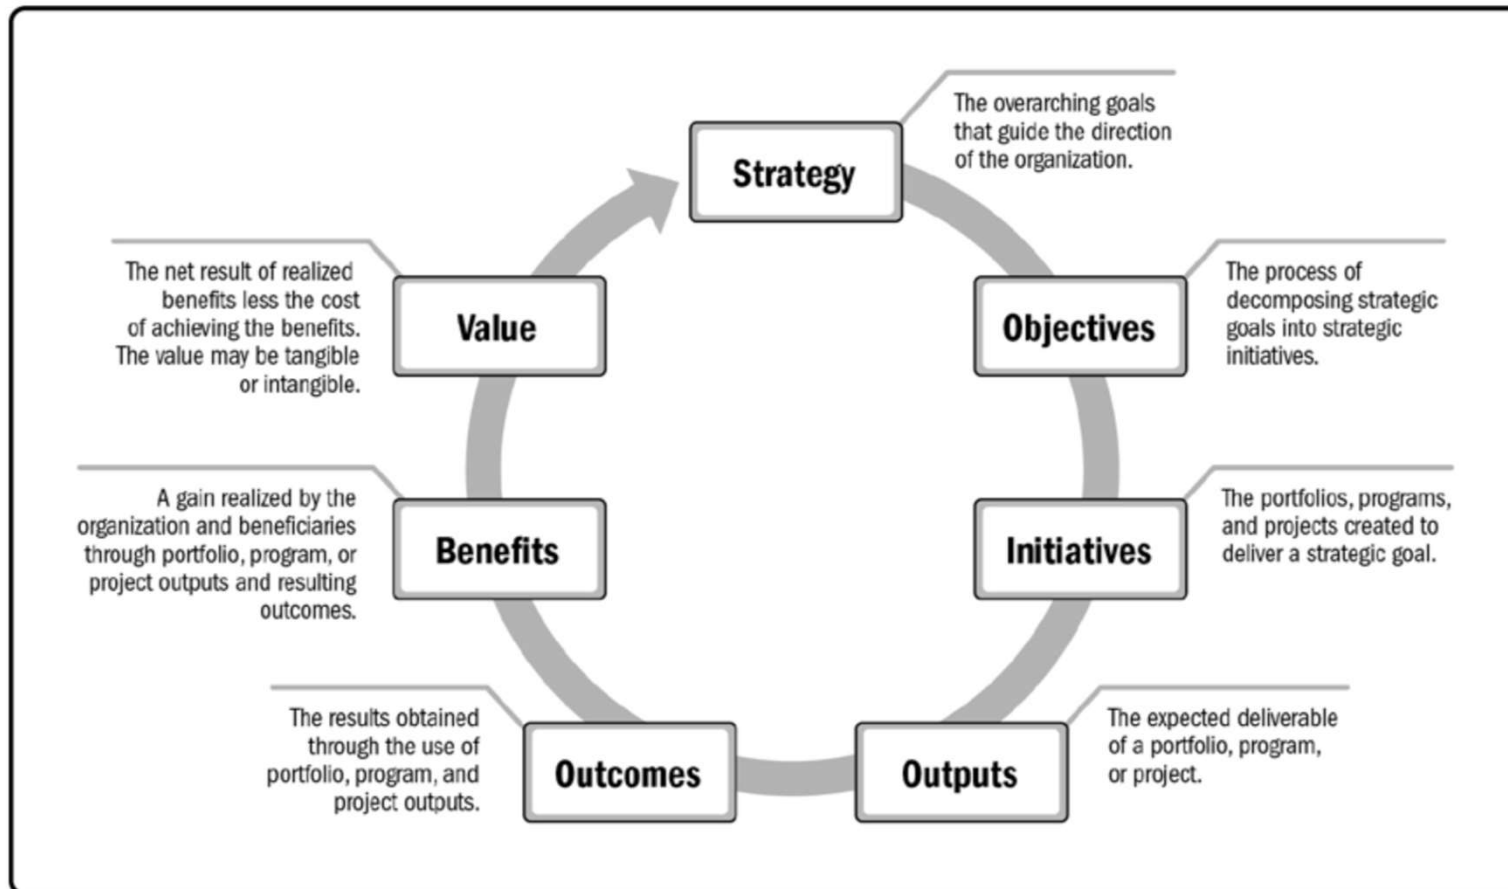 Strategy
The overarching goals
that guide the direction
of the organization.
Objectives
The process of
decomposing strategic
goals into strategic
initiatives.
Initiatives
The portfolios, programs,
and projects created to
deliver a strategic goal.
Outputs
The expected deliverable
of a portfolio, program,
or project.
Outcomes
The results obtained
through the use of
portfolio, program, and
project outputs.
Benefits
A gain realized by the
organization and beneficiaries
through portfolio, program, or
project outputs and resulting
outcomes.
Value
The net result of realized
benefits less the cost
of achieving the benefits.
The value may be tangible
or intangible.